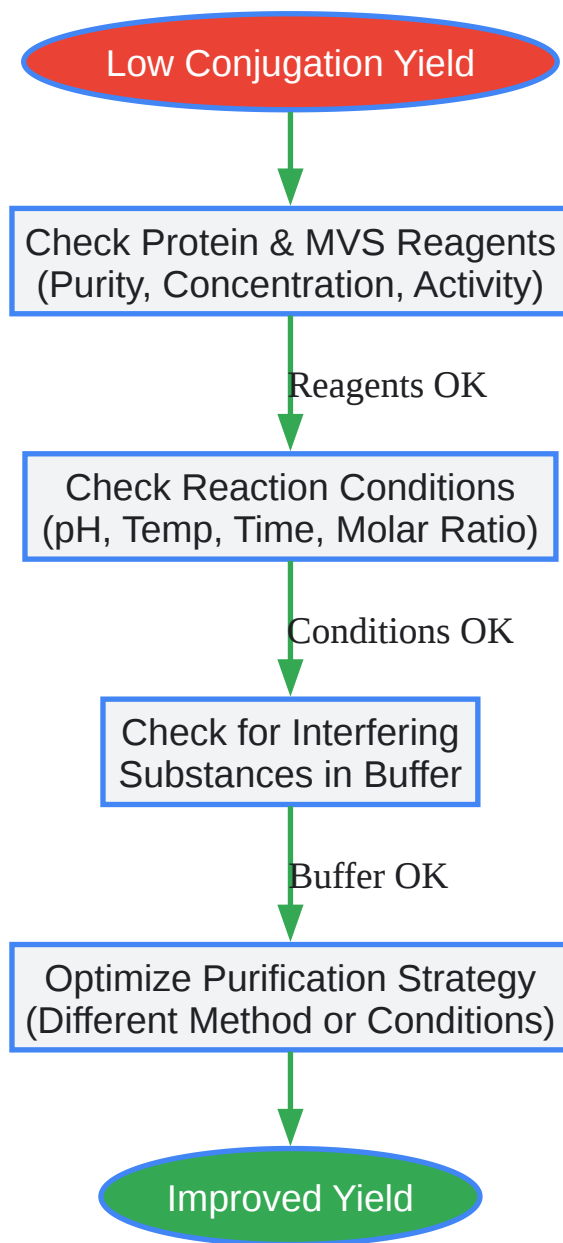 Low Conjugation Yield
Check Protein & MVS Reagents
(Purity, Concentration, Activity)
Reagents OK
Check Reaction Conditions
(pH, Temp, Time, Molar Ratio)
Conditions OK
Check for Interfering
Substances in Buffer
Buffer OK
Optimize Purification Strategy
(Different Method or Conditions)
Improved Yield